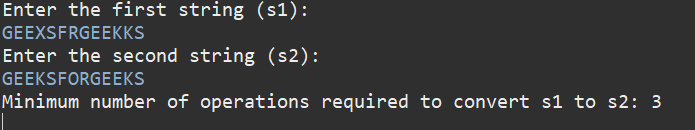 Enter the first string (s1):
GEEXSFRGEEKKS
Enter the second string (s2):
GEEKSFORGEEKS
Minimum number of operations required to convert s1 to s2: 3